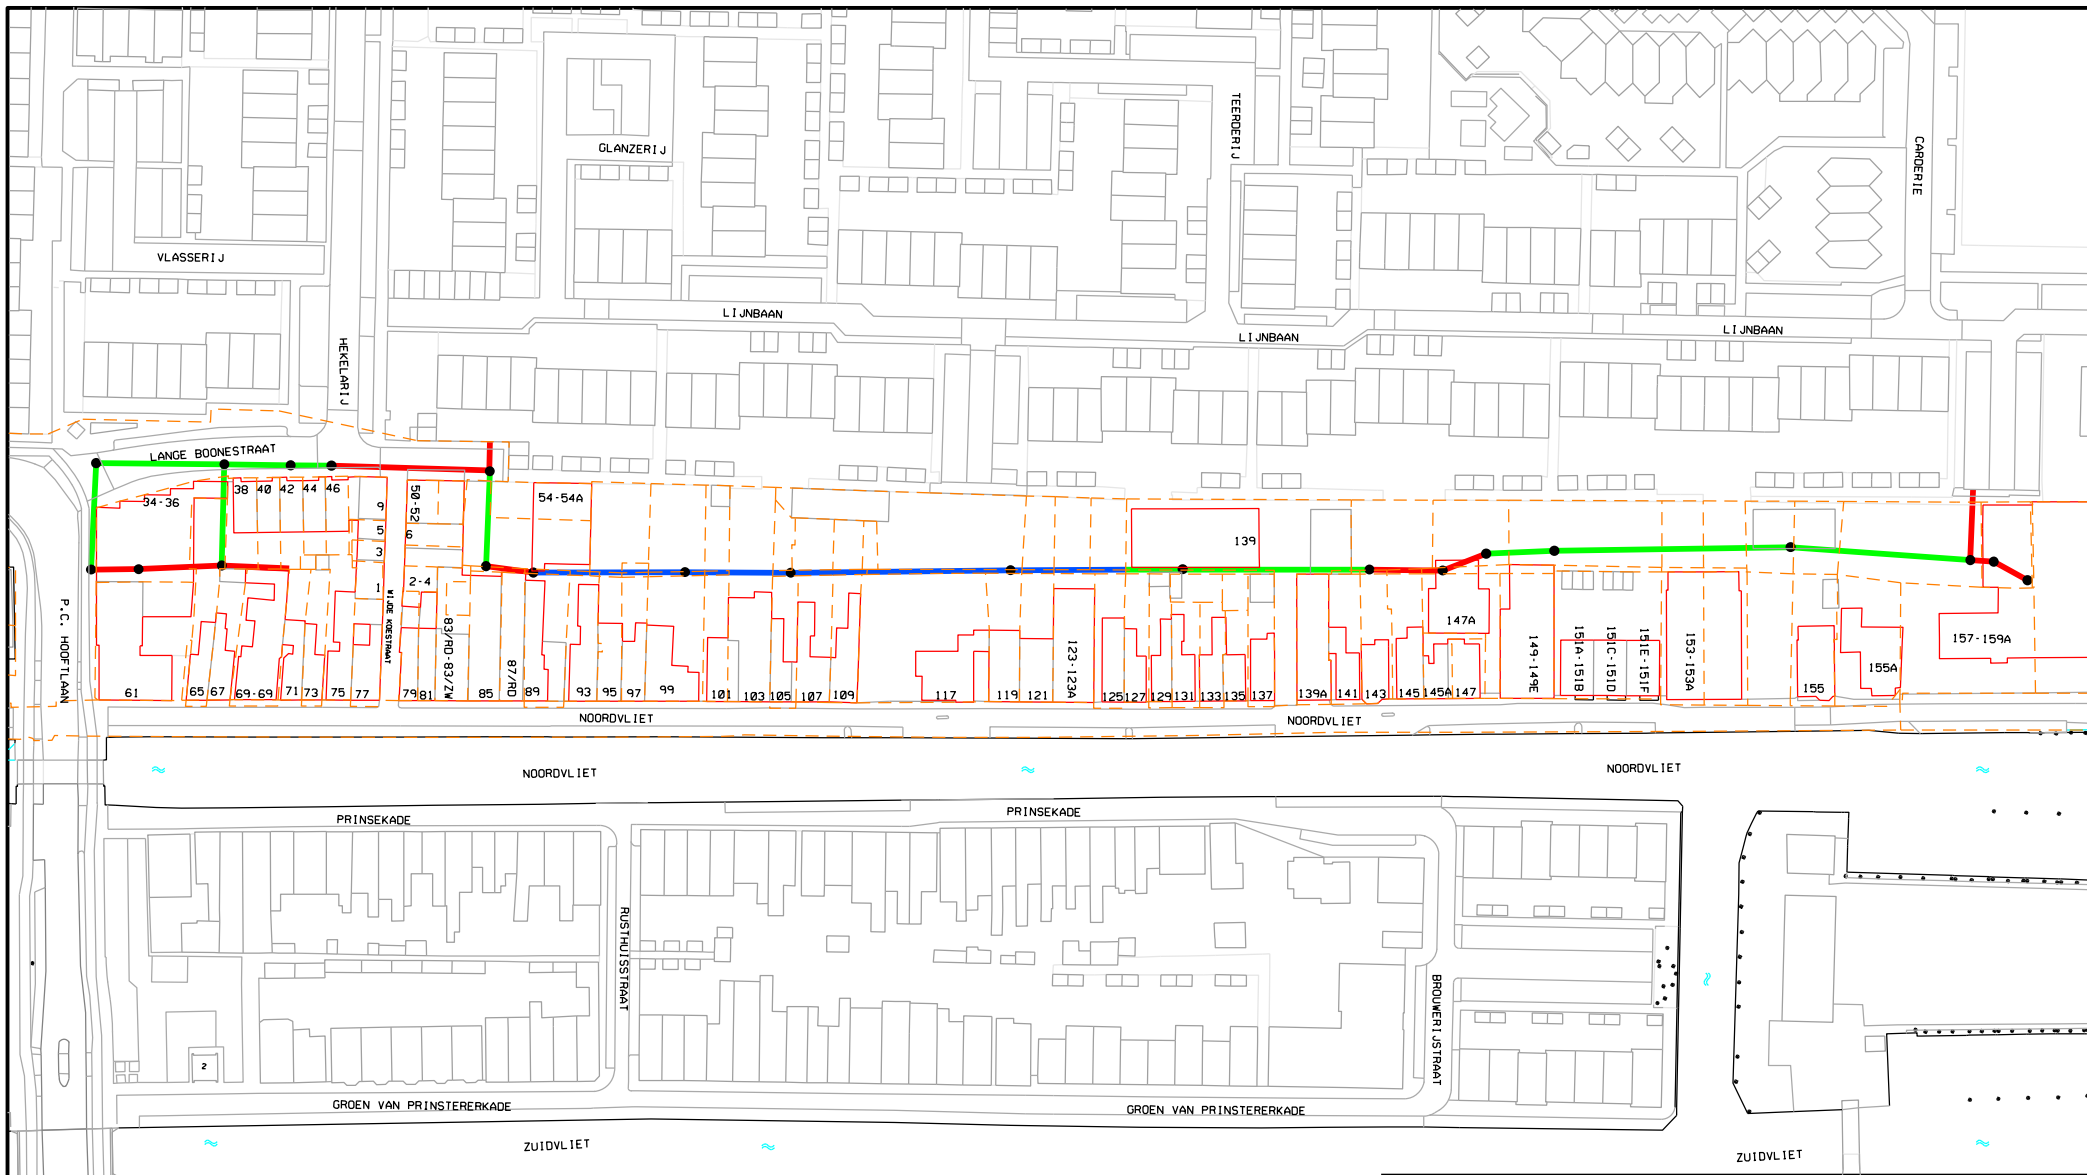 TEERDERIJ
GLANZERIJ
CARDERIE
VLASSERIJ
LIJNBAAN
LIJNBAAN
LIJNBAAN
HEKELARIJ
LANGE BOONESTRAAT
34-36
38
40
42
44
46
9
5
3
1
50-52
6
2-4
54-54A
139
WIJDE KOESTRAAT
P.C. HOOFTLAAN
61
65
67
69-69
71
73
75
77
79
81
83/RD-83/ZW
85
87/RD
89
93
95
97
99
101
103
105
107
109
117
119
121
123-123A
125
127
129
131
133
135
137
139A
141
143
145
145A
147
147A
149-149E
151A-151B
151C-151D
151E-151F
153-153A
155
155A
157-159A
NOORDVLIET
NOORDVLIET
NOORDVLIET
NOORDVLIET
PRINSEKADE
PRINSEKADE
RUSTHUISSTRAAT
BROUWERIJSTRAAT
2
GROEN VAN PRINSTERERKADE
GROEN VAN PRINSTERERKADE
ZUIDVLIET
ZUIDVLIET